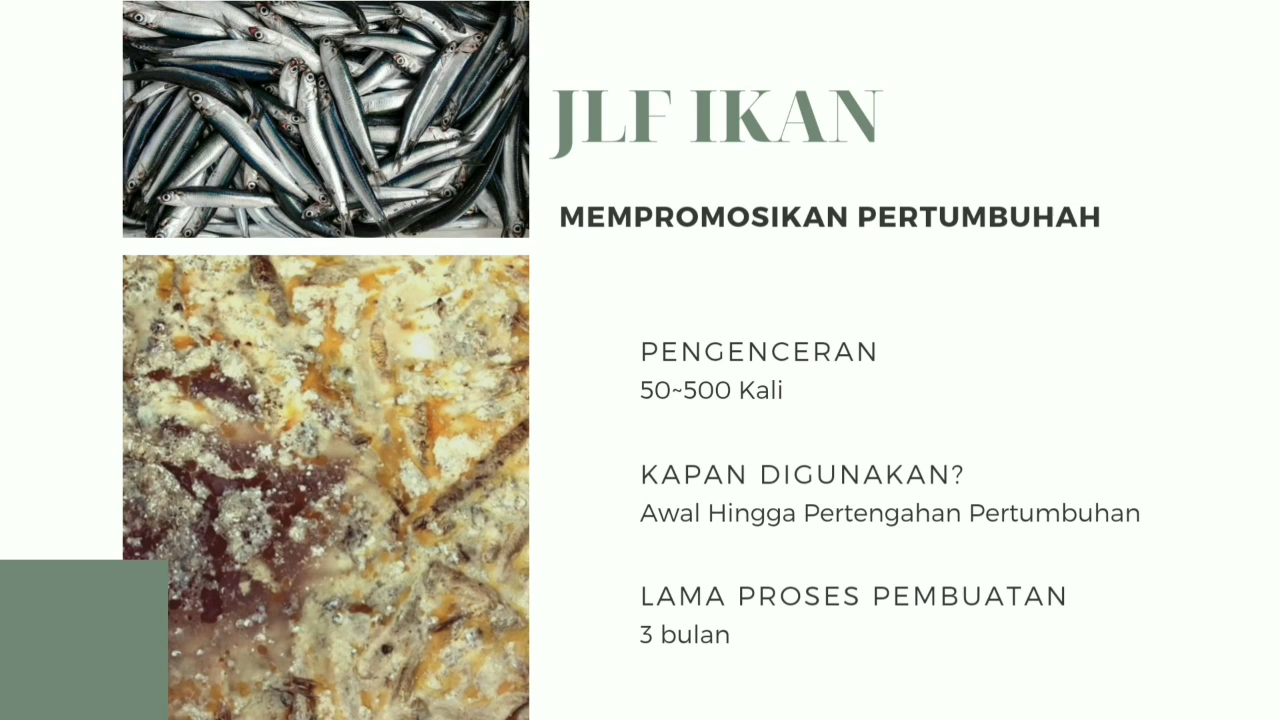 JLF IKAN
MEMPROMOSIKAN PERTUMBUHAH
PENGENCERAN
50~500 Kali
KAPAN DIGUNAKAN?
Awal Hingga Pertengahan Pertumbuhan
LAMA PROSES PEMBUATAN
3 bulan